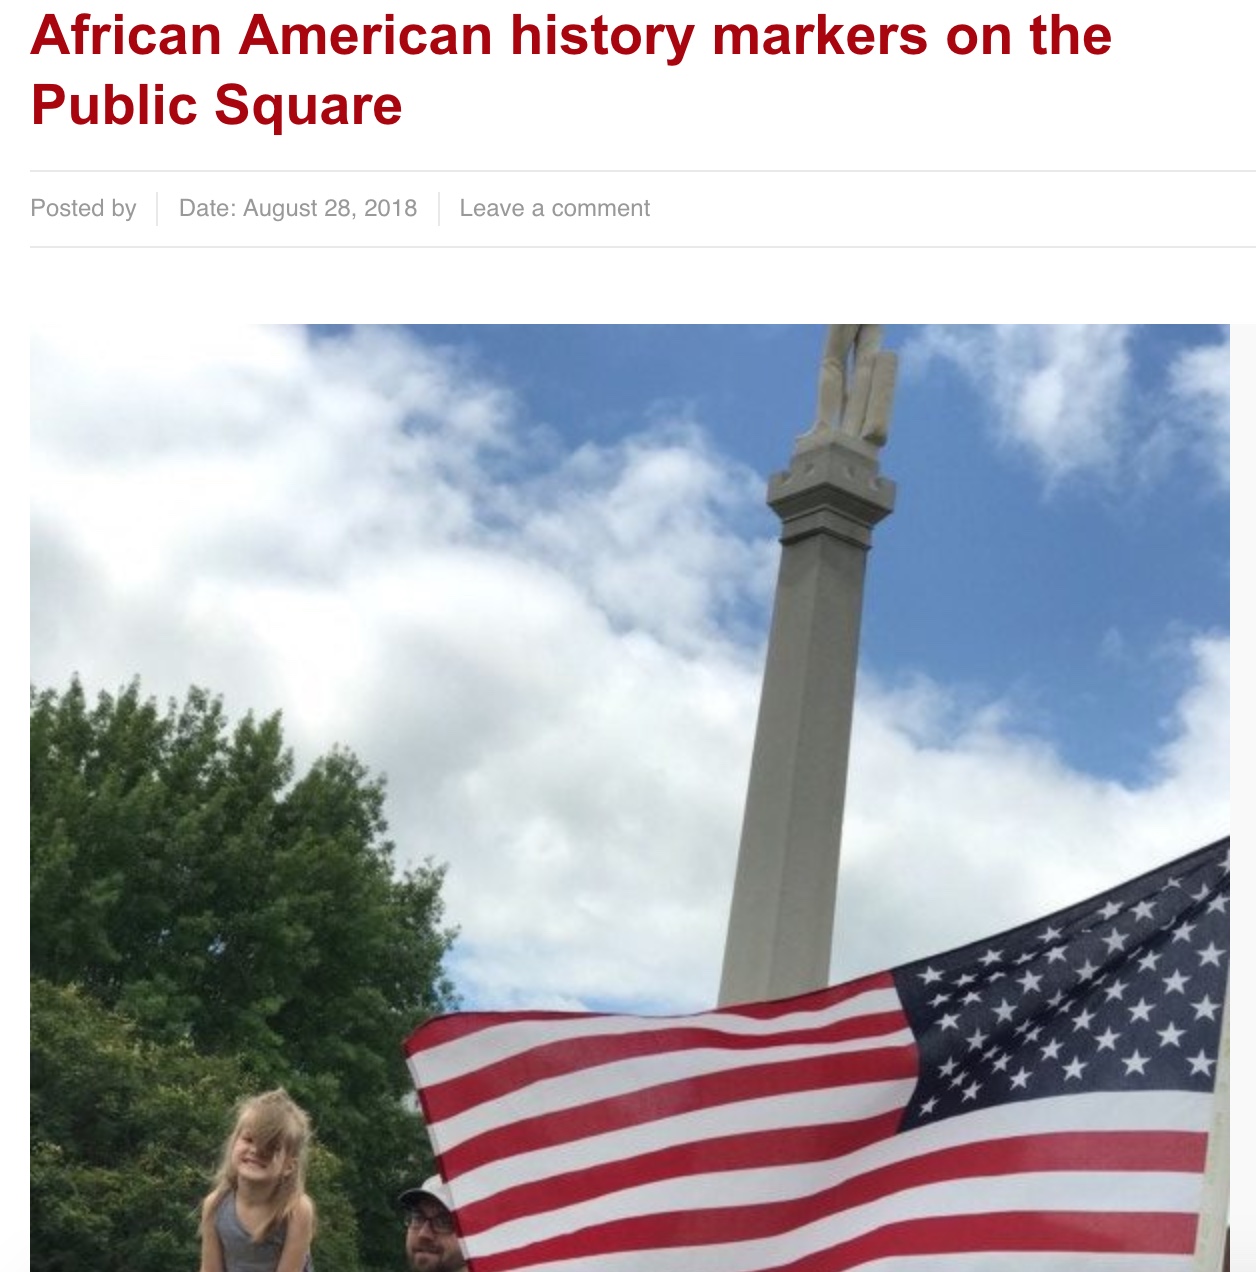 African American history markers on the
Public Square
Posted by
Date: August 28, 2018
Leave a comment